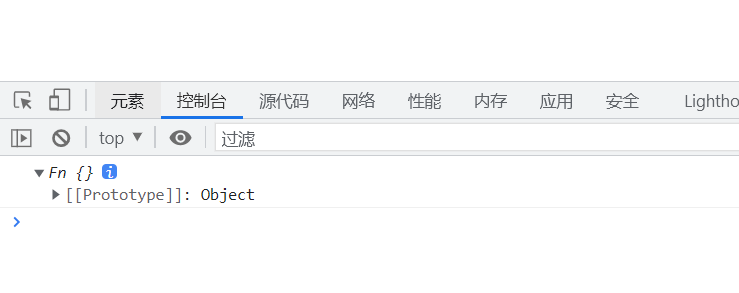 元素 控制台 源代码 网络 性能 内存 应用 安全 Lightho
top 过滤
Fn {} i
[[Prototype]]: Object